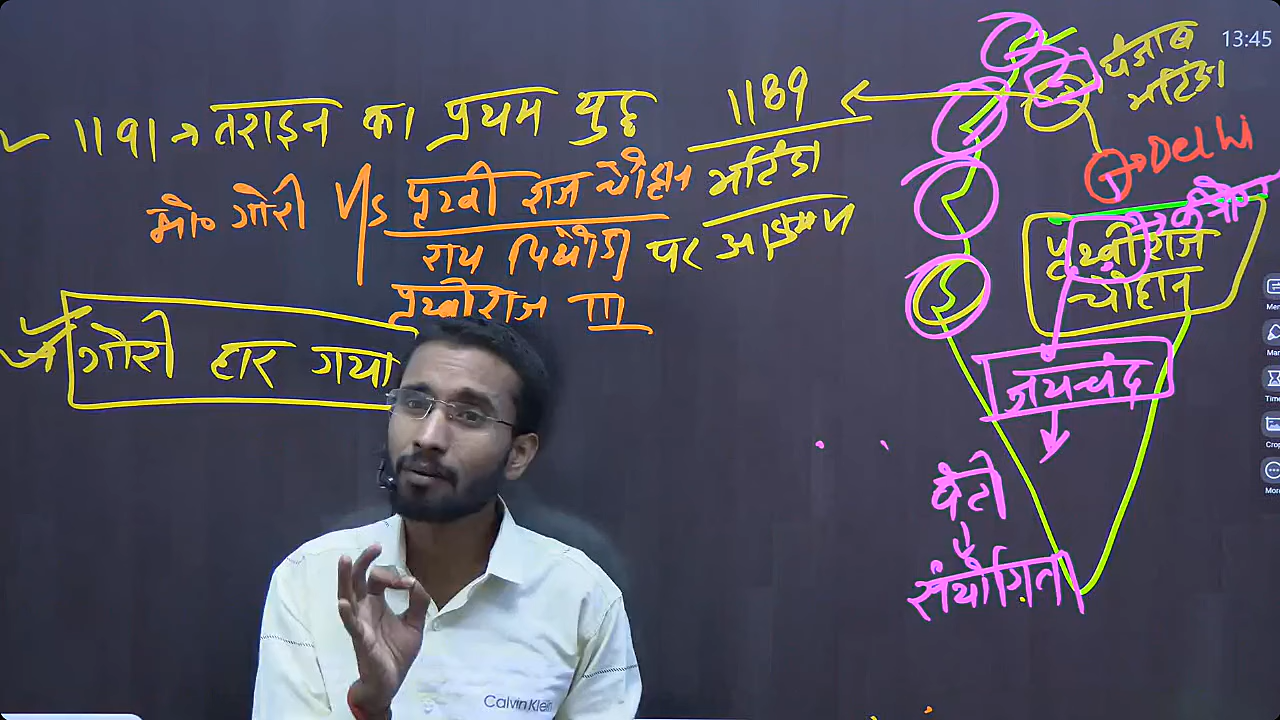 13:45
1191 → तराइन का प्रथम युद्ध
मो० गोरी V/S पृथ्वी राज चौहान
राय पिथौड़ा
पृथ्वीराज III
गोरी हार गया
1189
भटिंडा
पर आक्रमण
पंजाब
भटिंडा
→ Delhi
पृथ्वीराज
चौहान
जयचंद
बेटी
संयोगिता
Calvin Klein